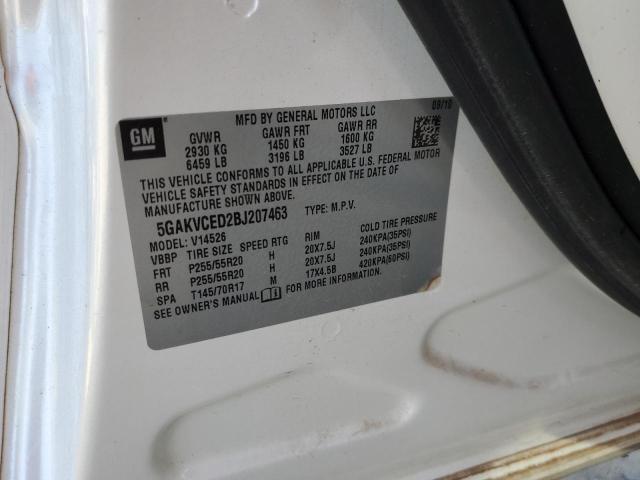 MFD BY GENERAL MOTORS LLC 09/10
GM
GVWR GAWR FRT GAWR RR
2930 KG 1450 KG 1600 KG
6459 LB 3196 LB 3527 LB
THIS VEHICLE CONFORMS TO ALL APPLICABLE U.S. FEDERAL MOTOR
VEHICLE SAFETY STANDARDS IN EFFECT ON THE DATE OF
MANUFACTURE SHOWN ABOVE.
5GAKVCED2BJ207463 TYPE: M.P.V.
MODEL: V14526
VBBP TIRE SIZE SPEED RTG RIM COLD TIRE PRESSURE
FRT P255/55R20 H 20X7.5J 240KPA(35PSI)
RR P255/55R20 H 20X7.5J 240KPA(35PSI)
SPA T145/70R17 M 17X4.5B 420KPA(60PSI)
SEE OWNER'S MANUAL FOR MORE INFORMATION.